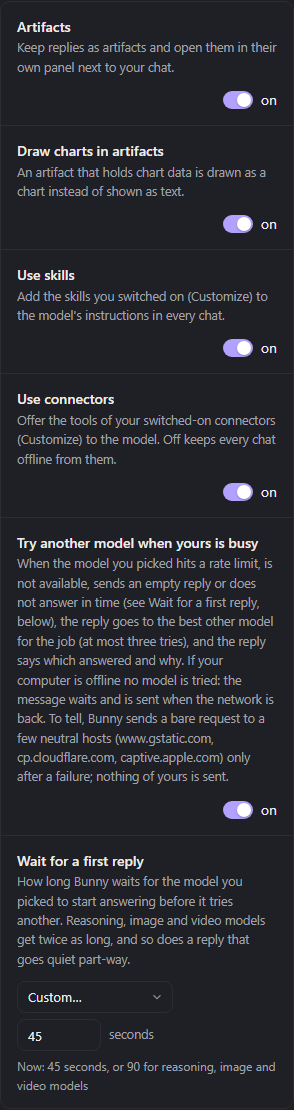 Artifacts
Keep replies as artifacts and open them in their
own panel next to your chat.
on
Draw charts in artifacts
An artifact that holds chart data is drawn as a
chart instead of shown as text.
on
Use skills
Add the skills you switched on (Customize) to
the model's instructions in every chat.
on
Use connectors
Offer the tools of your switched-on connectors
(Customize) to the model. Off keeps every chat
offline from them.
on
Try another model when yours is busy
When the model you picked hits a rate limit, is
not available, sends an empty reply or does
not answer in time (see Wait for a first reply,
below), the reply goes to the best other model
for the job (at most three tries), and the reply
says which answered and why. If your
computer is offline no model is tried: the
message waits and is sent when the network is
back. To tell, Bunny sends a bare request to a
few neutral hosts (www.gstatic.com,
cp.cloudflare.com, captive.apple.com) only
after a failure; nothing of yours is sent.
on
Wait for a first reply
How long Bunny waits for the model you
picked to start answering before it tries
another. Reasoning, image and video models
get twice as long, and so does a reply that
goes quiet part-way.
Custom...
45 seconds
Now: 45 seconds, or 90 for reasoning, image and
video models